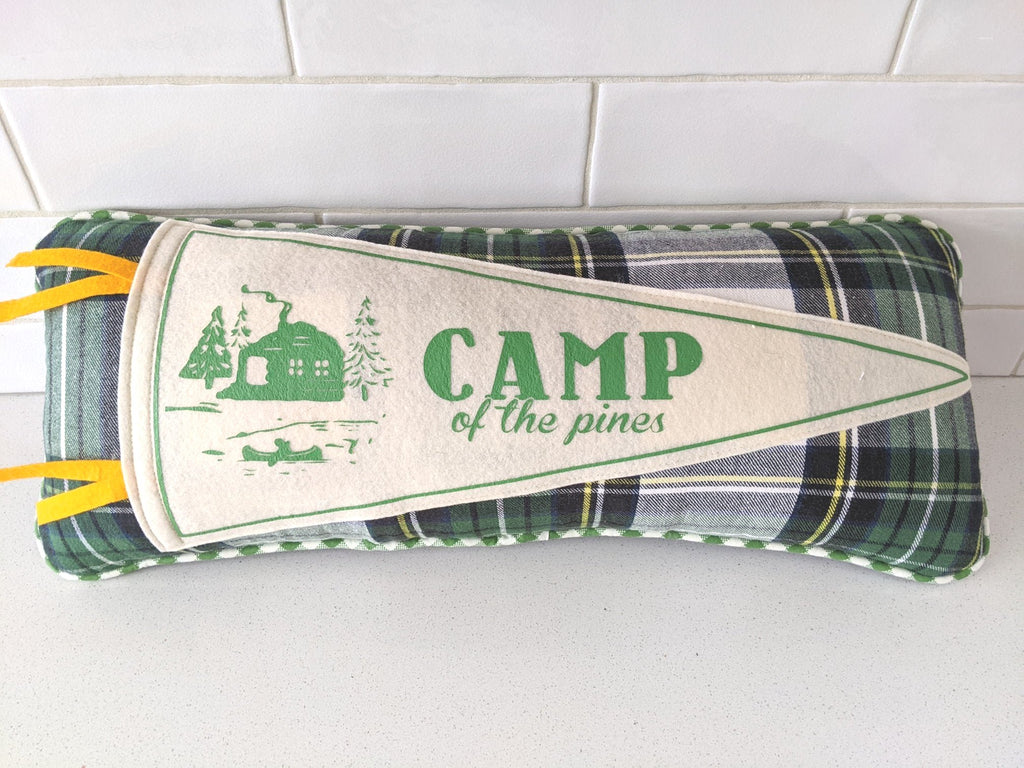 CAMP
of the pines